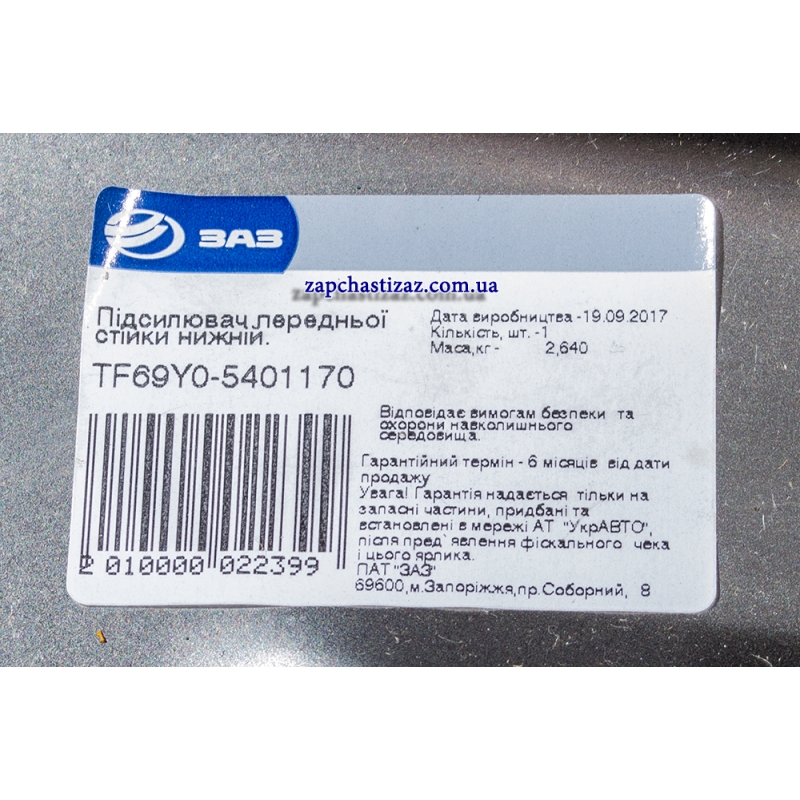 ЗАЗ
zapchastizaz.com.ua
Підсилювач передньої
стійки нижній.
TF69Y0-5401170
Дата виробництва -19.09.2017
Кількість, шт. -1
Маса,кг - 2,640
Відповідає вимогам безпеки та
охорони навколишнього
середовища.
Гарантійний термін - 6 місяців від дати
продажу
Увага! Гарантія надається тільки на
запасні частини, придбані та
встановлені в мережі АТ "УкрАВТО",
після пред`явлення фіскального чека
і цього ярлика.
ПАТ "ЗАЗ"
69600,м.Запоріжжя,пр.Соборний, 8
2 010000 022399